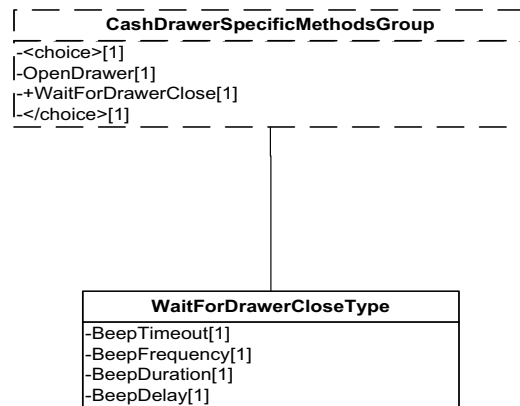 CashDrawerSpecificMethodsGroup
-<choice>[1]
-OpenDrawer[1]
-+WaitForDrawerClose[1]
-</choice>[1]
WaitForDrawerCloseType
-BeepTimeout[1]
-BeepFrequency[1]
-BeepDuration[1]
-BeepDelay[1]